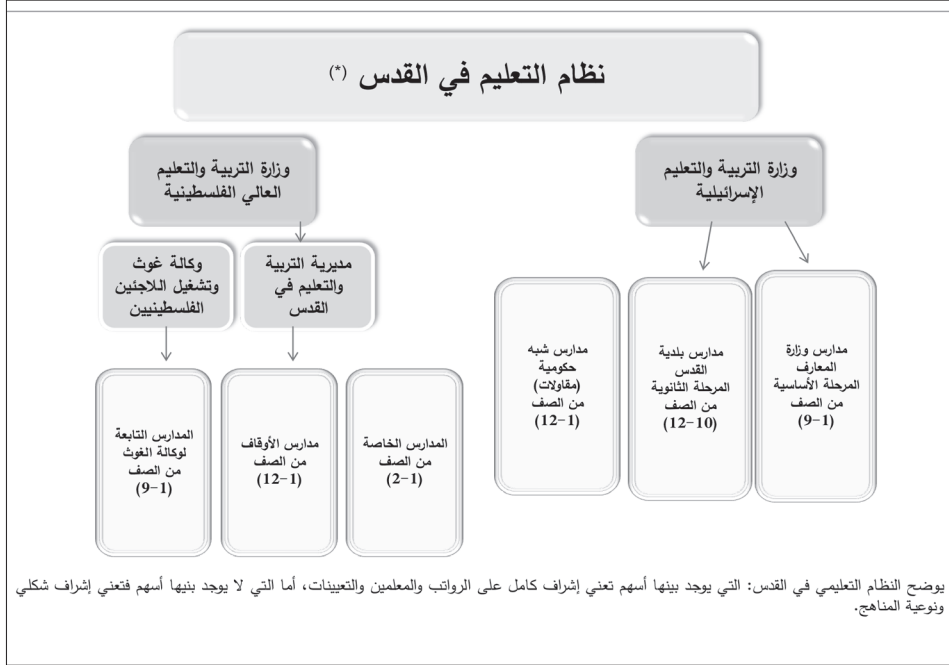 نظام التعليم في القدس (*)
وزارة التربية والتعليم
الإسرائيلية
وزارة التربية والتعليم
العالي الفلسطينية
مديرية التربية
والتعليم في
القدس
وكالة غوث
وتشغيل اللاجئين
الفلسطينيين
مدارس وزارة
المعارف
المرحلة الأساسية
من الصف
(1-9)
مدارس بلدية
القدس
المرحلة الثانوية
من الصف
(10-12)
مدارس شبه
حكومية
(مقاولات)
من الصف
(1-12)
المدارس الخاصة
من الصف
(1-2)
مدارس الأوقاف
من الصف
(1-12)
المدارس التابعة
لوكالة الغوث
من الصف
(1-9)
يوضح النظام التعليمي في القدس: التي يوجد بينها أسهم تعني إشراف كامل على الرواتب والمعلمين والتعيينات، أما التي لا يوجد بنيها أسهم فتعني إشراف شكلي
ونوعية المناهج.